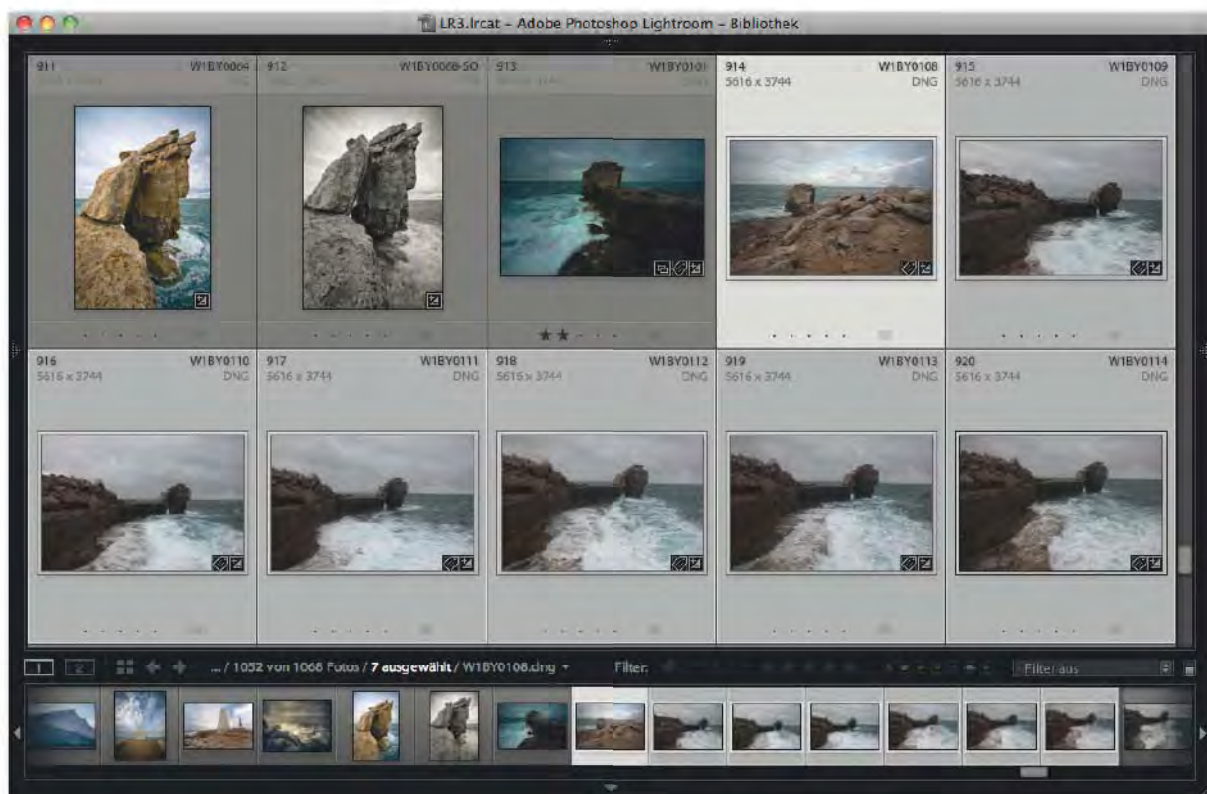 LR3.lrcat – Adobe Photoshop Lightroom – Bibliothek
911 W1BY0064
912 W1BY0068-SO
913 W1BY0101
914 W1BY0108
5616 x 3744 DNG
915 W1BY0109
5616 x 3744 DNG
916 W1BY0110
5616 x 3744 DNG
917 W1BY0111
5616 x 3744 DNG
918 W1BY0112
5616 x 3744 DNG
919 W1BY0113
5616 x 3744 DNG
920 W1BY0114
5616 x 3744 DNG
1 2 ... / 1052 von 1066 Fotos / 7 ausgewählt / W1BY0108.dng Filter: Filter aus